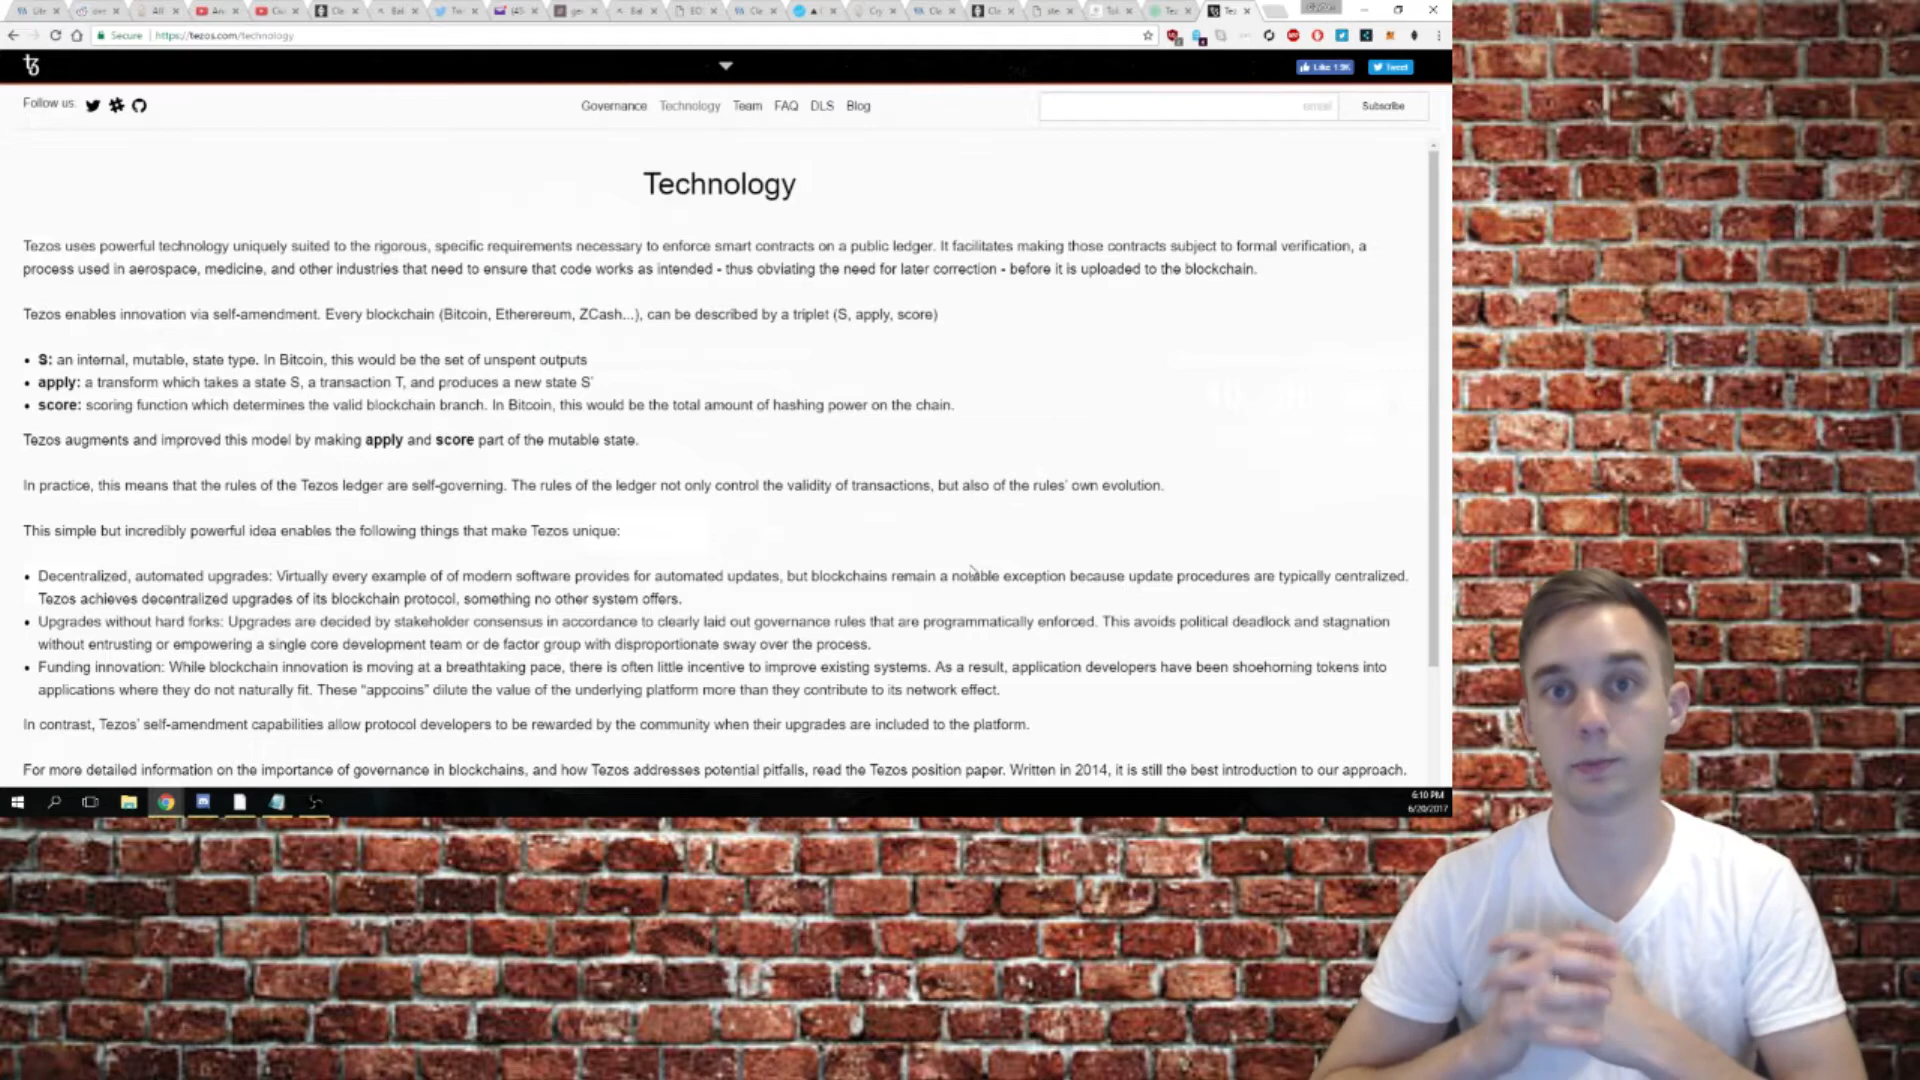 Secure https://tezos.com/technology
Like 1.9K
Tweet
Follow us:
Governance Technology Team FAQ DLS Blog
email
Subscribe
Technology
Tezos uses powerful technology uniquely suited to the rigorous, specific requirements necessary to enforce smart contracts on a public ledger. It facilitates making those contracts subject to formal verification, a
process used in aerospace, medicine, and other industries that need to ensure that code works as intended - thus obviating the need for later correction - before it is uploaded to the blockchain.
Tezos enables innovation via self-amendment. Every blockchain (Bitcoin, Etherereum, ZCash...), can be described by a triplet (S, apply, score)
• S: an internal, mutable, state type. In Bitcoin, this would be the set of unspent outputs
• apply: a transform which takes a state S, a transaction T, and produces a new state S'
• score: scoring function which determines the valid blockchain branch. In Bitcoin, this would be the total amount of hashing power on the chain.
Tezos augments and improved this model by making apply and score part of the mutable state.
In practice, this means that the rules of the Tezos ledger are self-governing. The rules of the ledger not only control the validity of transactions, but also of the rules' own evolution.
This simple but incredibly powerful idea enables the following things that make Tezos unique:
• Decentralized, automated upgrades: Virtually every example of of modern software provides for automated updates, but blockchains remain a notable exception because update procedures are typically centralized.
Tezos achieves decentralized upgrades of its blockchain protocol, something no other system offers.
• Upgrades without hard forks: Upgrades are decided by stakeholder consensus in accordance to clearly laid out governance rules that are programmatically enforced. This avoids political deadlock and stagnation
without entrusting or empowering a single core development team or de factor group with disproportionate sway over the process.
• Funding innovation: While blockchain innovation is moving at a breathtaking pace, there is often little incentive to improve existing systems. As a result, application developers have been shoehorning tokens into
applications where they do not naturally fit. These “appcoins” dilute the value of the underlying platform more than they contribute to its network effect.
In contrast, Tezos' self-amendment capabilities allow protocol developers to be rewarded by the community when their upgrades are included to the platform.
For more detailed information on the importance of governance in blockchains, and how Tezos addresses potential pitfalls, read the Tezos position paper. Written in 2014, it is still the best introduction to our approach.
6:10 PM
6/20/2017